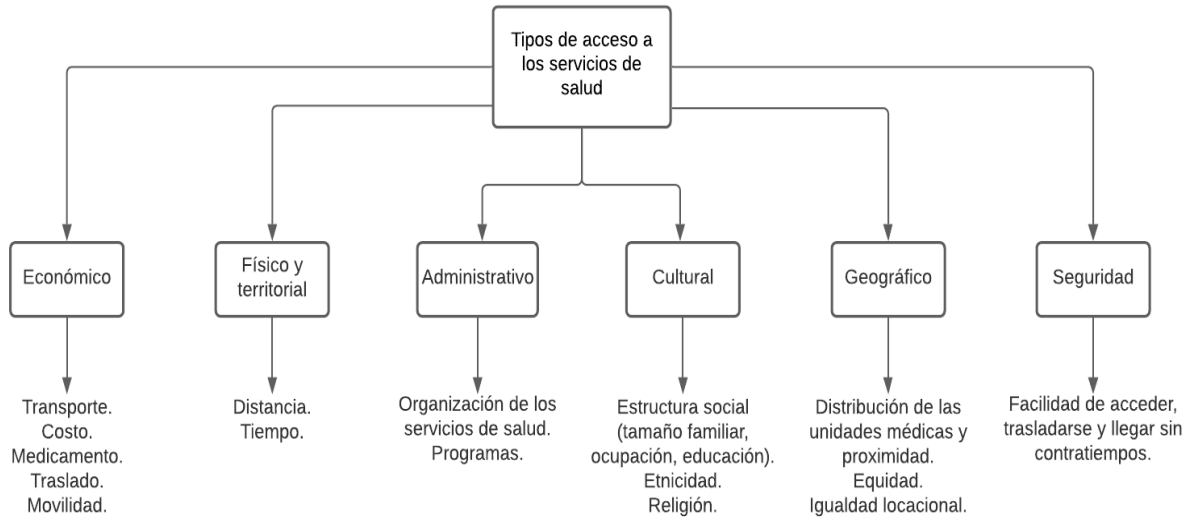 Tipos de acceso a
los servicios de
salud
Económico
Físico y
territorial
Administrativo
Cultural
Geográfico
Seguridad
Transporte.
Costo.
Medicamento.
Traslado.
Movilidad.
Distancia.
Tiempo.
Organización de los
servicios de salud.
Programas.
Estructura social
(tamaño familiar,
ocupación, educación).
Etnicidad.
Religión.
Distribución de las
unidades médicas y
proximidad.
Equidad.
Igualdad locacional.
Facilidad de acceder,
trasladarse y llegar sin
contratiempos.